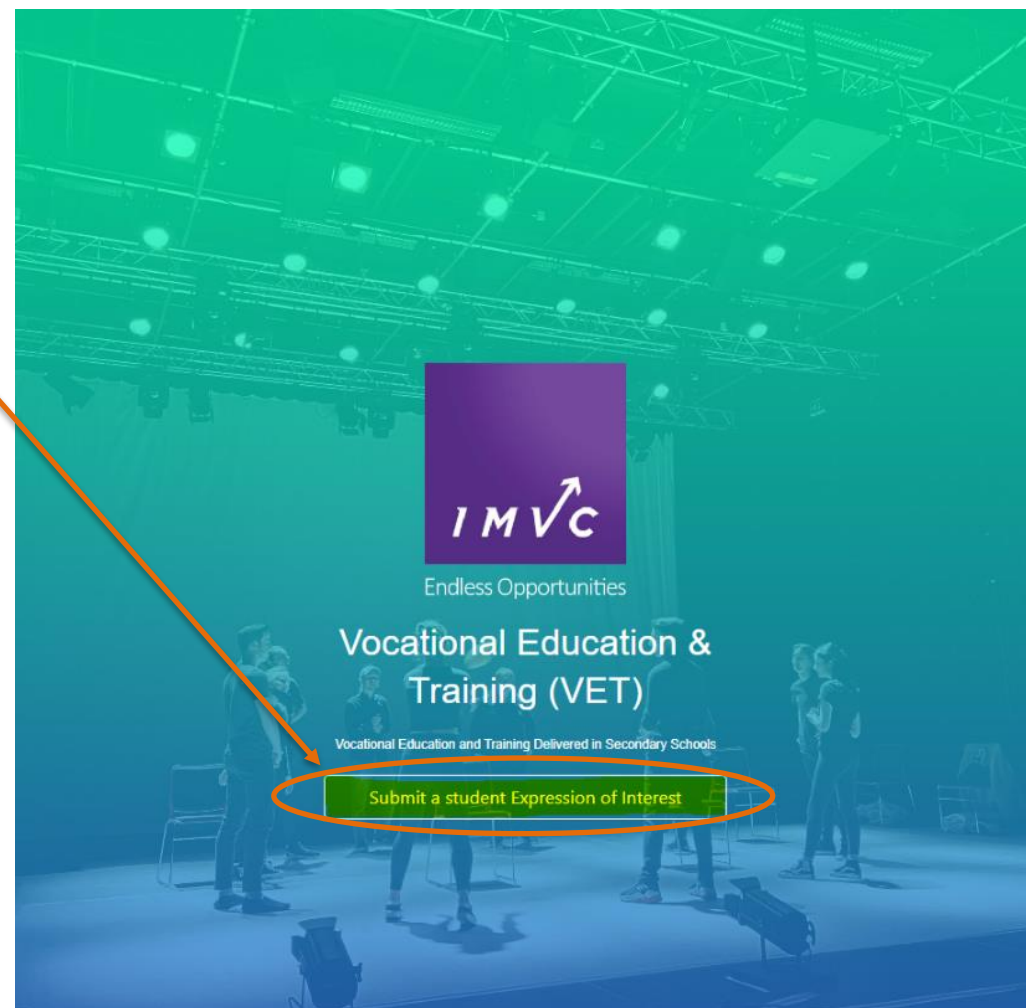 IMVC
Endless Opportunities
Vocational Education &
Training (VET)
Vocational Education and Training Delivered in Secondary Schools
Submit a student Expression of Interest